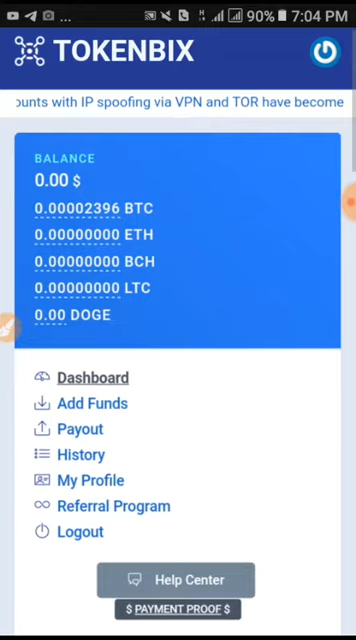 90% 7:04 PM
TOKENBIX
ounts with IP spoofing via VPN and TOR have become
BALANCE
0.00 $
0.00002396 BTC
0.00000000 ETH
0.00000000 BCH
0.00000000 LTC
0.00 DOGE
Dashboard
Add Funds
Payout
History
My Profile
Referral Program
Logout
Help Center
$ PAYMENT PROOF $